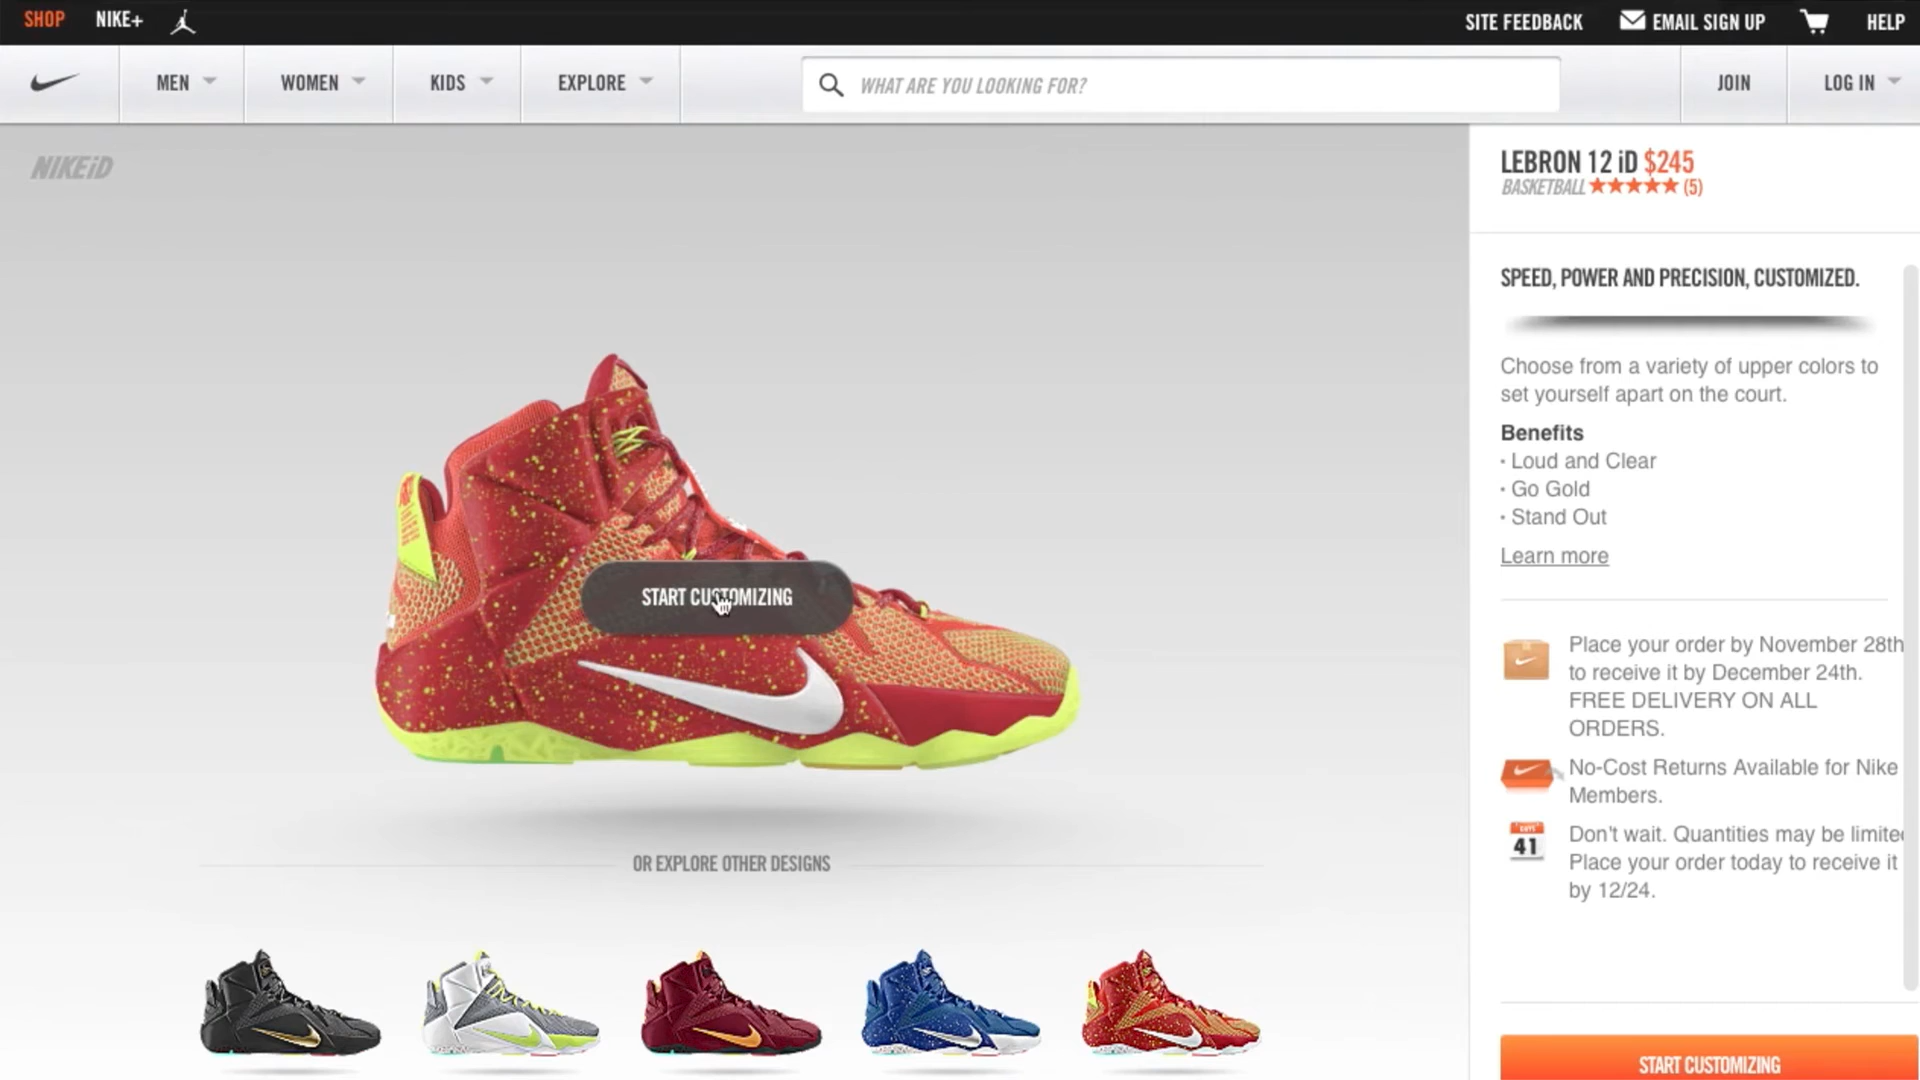 SHOP NIKE+ SITE FEEDBACK EMAIL SIGN UP HELP
MEN WOMEN KIDS EXPLORE WHAT ARE YOU LOOKING FOR? JOIN LOG IN
NIKEiD
LEBRON 12 iD $245
BASKETBALL ★★★★★ (5)
SPEED, POWER AND PRECISION, CUSTOMIZED.
Choose from a variety of upper colors to
set yourself apart on the court.
Benefits
· Loud and Clear
· Go Gold
· Stand Out
Learn more
START CUSTOMIZING
Place your order by November 28th
to receive it by December 24th.
FREE DELIVERY ON ALL
ORDERS.
No-Cost Returns Available for Nike
Members.
41
Don't wait. Quantities may be limite
Place your order today to receive it
by 12/24.
OR EXPLORE OTHER DESIGNS
START CUSTOMIZING